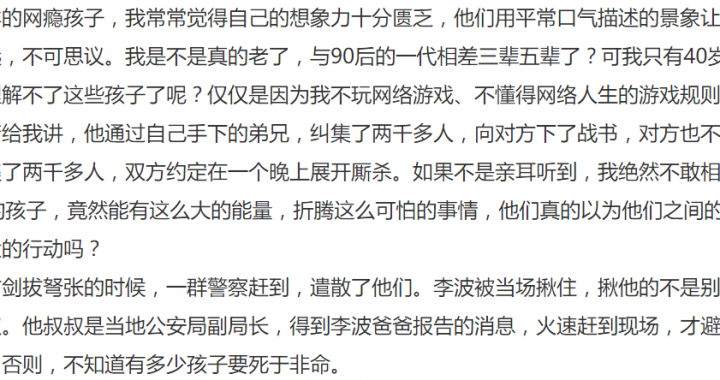 的网瘾孩子，我常常觉得自己的想象力十分匮乏，他们用平常口气描述的景象让
，不可思议。我是不是真的老了，与90后的一代相差三辈五辈了？可我只有40岁
解不了这些孩子了呢？仅仅是因为我不玩网络游戏、不懂得网络人生的游戏规则
给我讲，他通过自己手下的弟兄，纠集了两千多人，向对方下了战书，对方也不
了两千多人，双方约定在一个晚上展开厮杀。如果不是亲耳听到，我绝然不敢相
的孩子，竟然能有这么大的能量，折腾这么可怕的事情，他们真的以为他们之间的
的行动吗？
剑拔弩张的时候，一群警察赶到，遣散了他们。李波被当场揪住，揪他的不是别
。他叔叔是当地公安局副局长，得到李波爸爸报告的消息，火速赶到现场，才避
否则，不知道有多少孩子要死于非命。